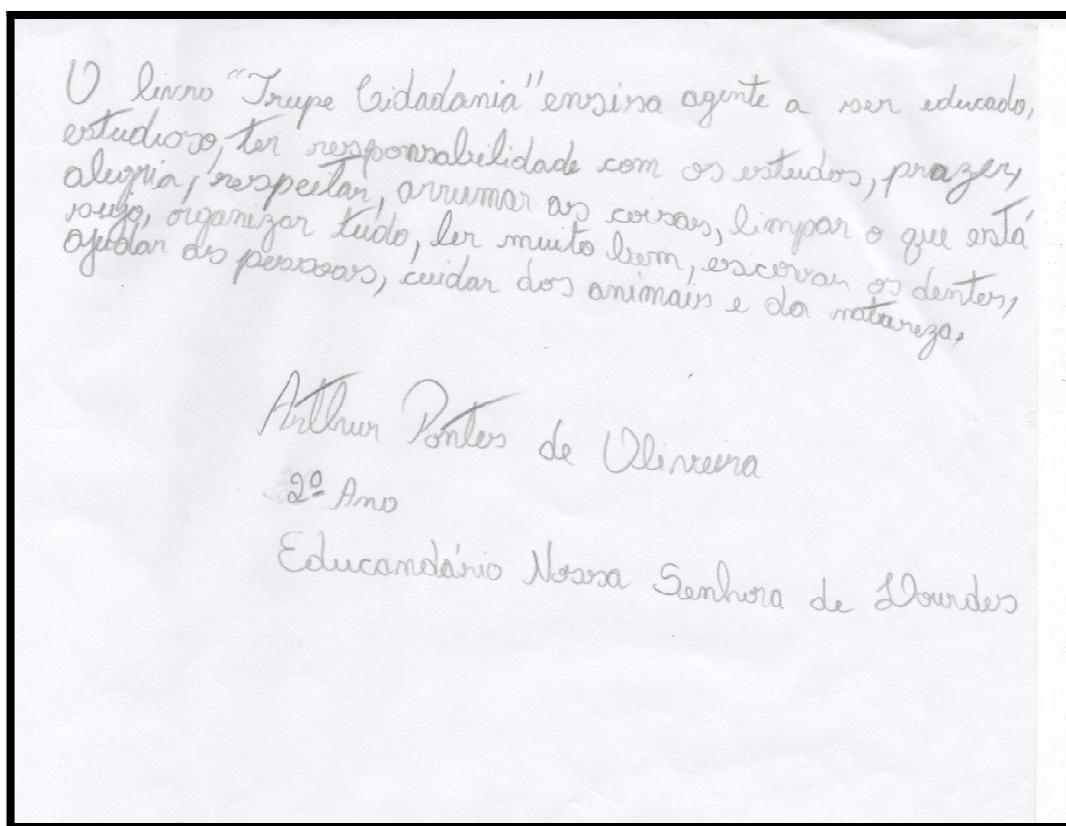 O livro "Trupe Cidadania" ensina agente a ser educado,
estudioso, ter responsabilidade com os estudos, prazer,
alegria, respeitar, arrumar as coisas, limpar o que está
sujo, organizar tudo, ler muito bem, escovar os dentes,
ajudar as pessoas, cuidar dos animais e da natureza.
Arthur Pontes de Oliveira
2º Ano
Educandário Nossa Senhora de Lourdes